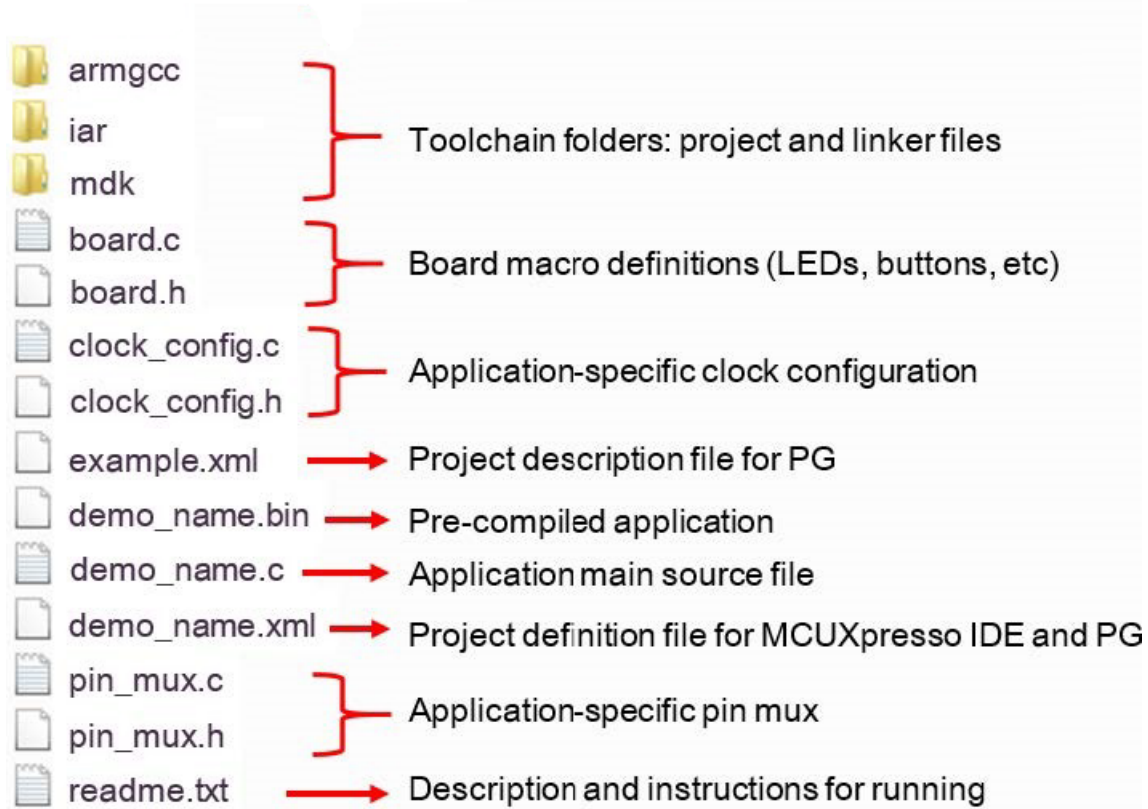 armgcc
iar
mdk
Toolchain folders: project and linker files
board.c
board.h
Board macro definitions (LEDs, buttons, etc)
clock_config.c
clock_config.h
Application-specific clock configuration
example.xml
Project description file for PG
demo_name.bin
Pre-compiled application
demo_name.c
Application main source file
demo_name.xml
Project definition file for MCUXpresso IDE and PG
pin_mux.c
pin_mux.h
Application-specific pin mux
readme.txt
Description and instructions for running